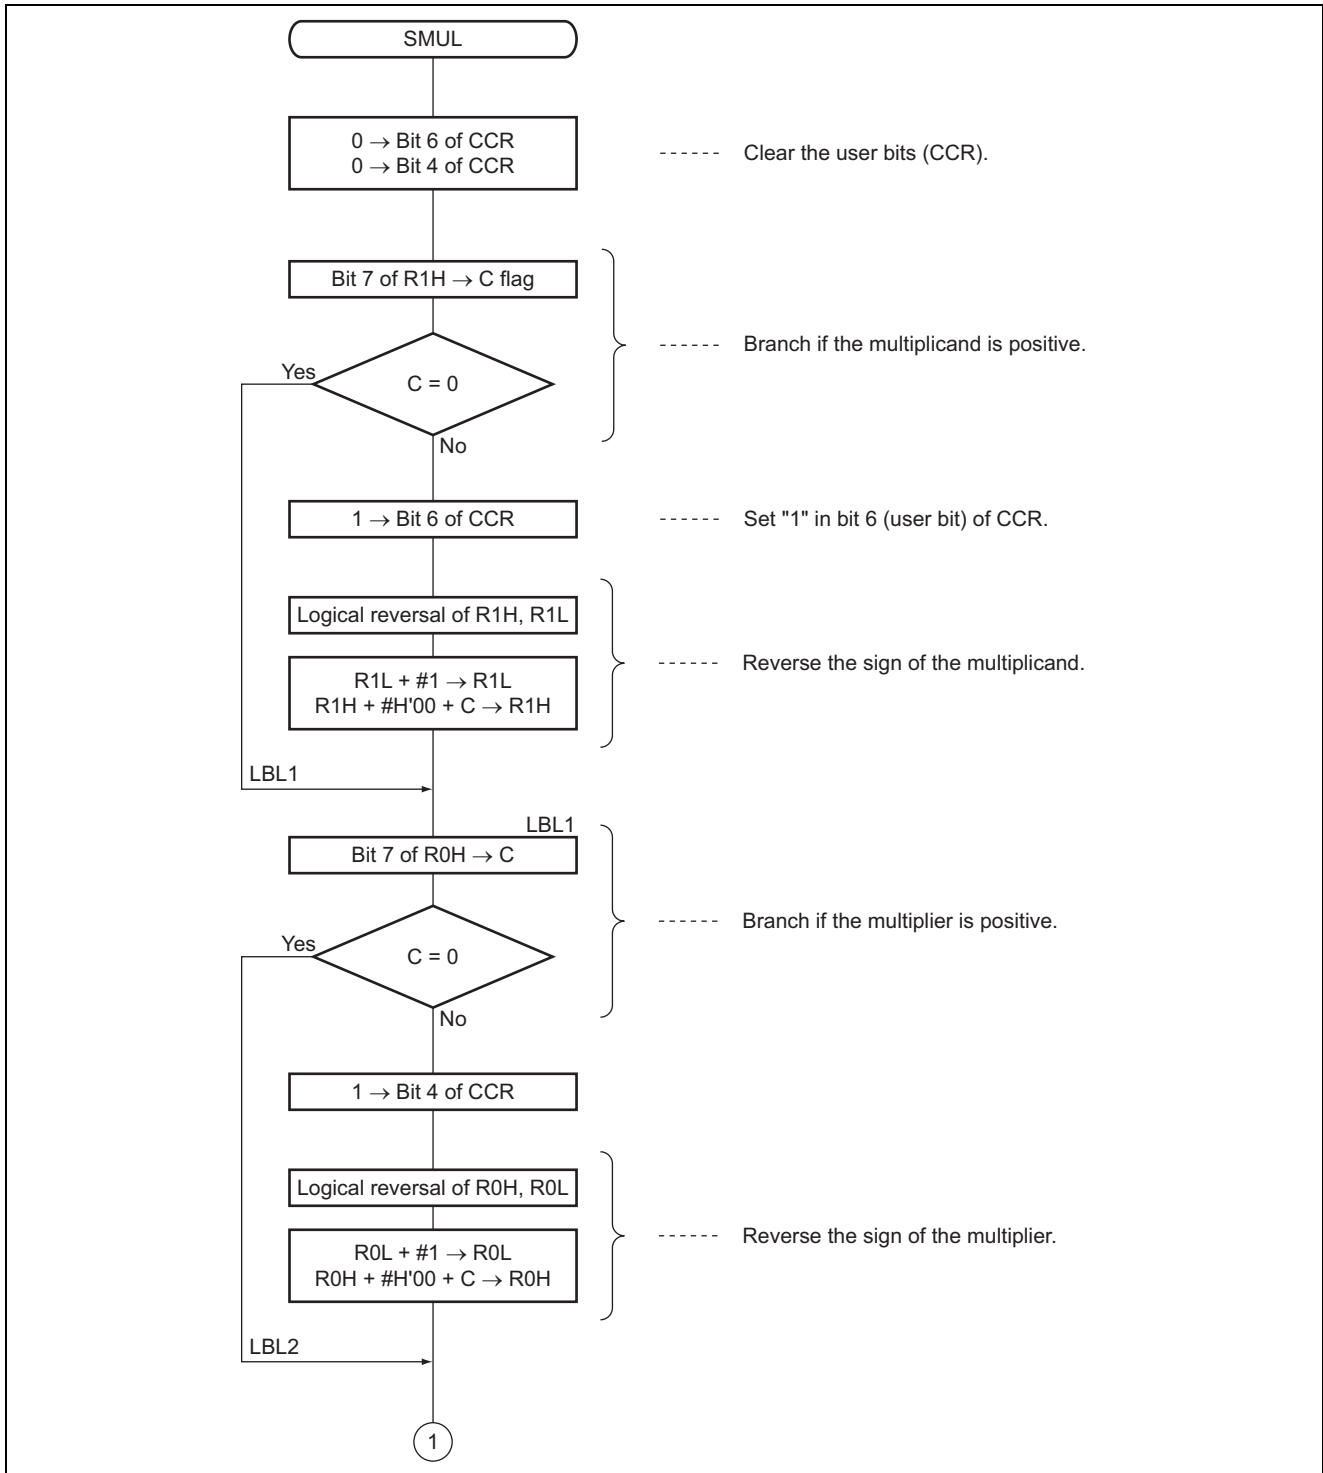 SMUL
0 → Bit 6 of CCR
0 → Bit 4 of CCR
------ Clear the user bits (CCR).
Bit 7 of R1H → C flag
------ Branch if the multiplicand is positive.
Yes
C = 0
No
1 → Bit 6 of CCR
------ Set "1" in bit 6 (user bit) of CCR.
Logical reversal of R1H, R1L
------ Reverse the sign of the multiplicand.
R1L + #1 → R1L
R1H + #H'00 + C → R1H
LBL1
LBL1
Bit 7 of R0H → C
------ Branch if the multiplier is positive.
Yes
C = 0
No
1 → Bit 4 of CCR
Logical reversal of R0H, R0L
------ Reverse the sign of the multiplier.
R0L + #1 → R0L
R0H + #H'00 + C → R0H
LBL2
1